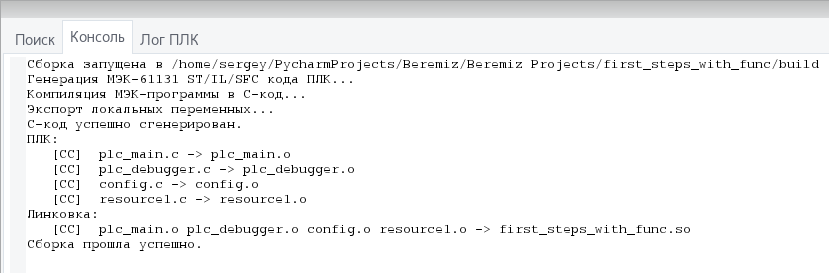 Поиск Консоль Лог ПЛК
Сборка запущена в /home/sergey/PycharmProjects/Beremiz/Beremiz Projects/first_steps_with_func/build
Генерация МЭК-61131 ST/IL/SFC кода ПЛК...
Компиляция МЭК-программы в C-код...
Экспорт локальных переменных...
C-код успешно сгенерирован.
ПЛК:
[CC] plc_main.c -> plc_main.o
[CC] plc_debugger.c -> plc_debugger.o
[CC] config.c -> config.o
[CC] resource1.c -> resource1.o
Линковка:
[CC] plc_main.o plc_debugger.o config.o resource1.o -> first_steps_with_func.so
Сборка прошла успешно.